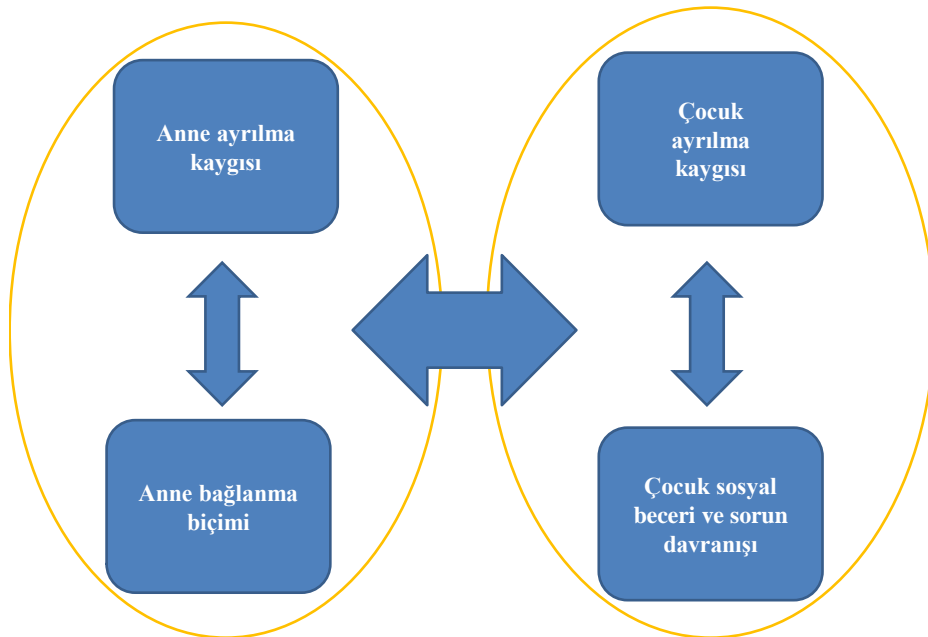 Anne ayrılma
kaygısı
Çocuk
ayrılma
kaygısı
Anne bağlanma
biçimi
Çocuk sosyal
beceri ve sorun
davranışı